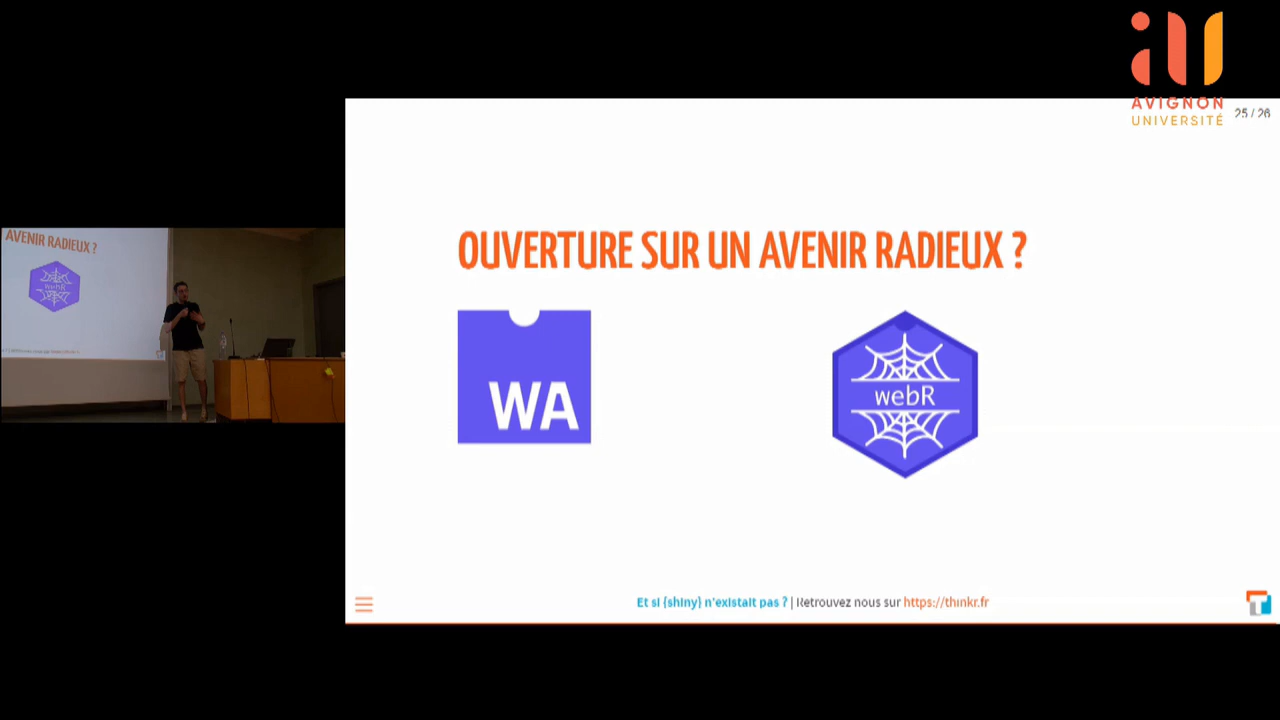 AVIGNON
UNIVERSITÉ
25 / 26
OUVERTURE SUR UN AVENIR RADIEUX ?
WA
webR
Et si {shiny} n'existait pas ? | Retrouvez nous sur https://thinkr.fr
AVENIR RADIEUX ?
webR